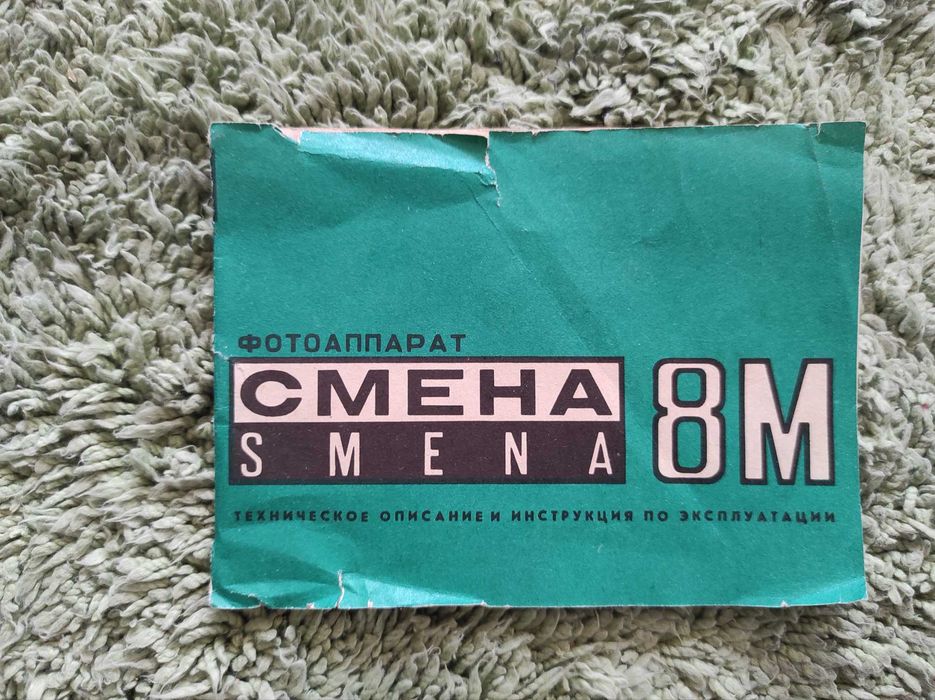 ФОТОАППАРАТ
СМЕНА 8М
SMENA
ТЕХНИЧЕСКОЕ ОПИСАНИЕ И ИНСТРУКЦИЯ ПО ЭКСПЛУАТАЦИИ